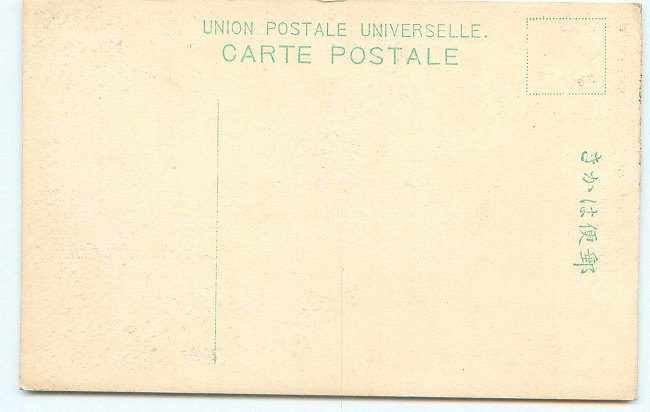 UNION POSTALE UNIVERSELLE.
CARTE POSTALE
郵便はかき